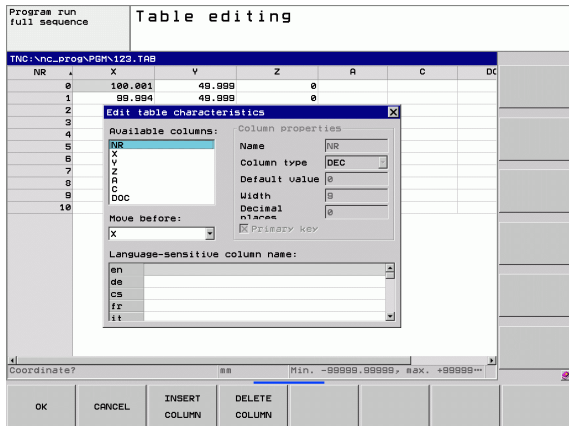 Program run
full sequence
Table editing
TNC:\nc_prog\PGM\123.TAB
NR X Y Z A C DO
0 100.001 49.999 0
1 99.994 49.999 0
2
3
4
5
6
7
8
9
10
Edit table characteristics
Available columns:
NR
X
Y
Z
A
C
DOC
Move before:
X
Column properties
Name NR
Column type DEC
Default value 0
Width 9
Decimal
places 0
Primary key
Language-sensitive column name:
en
de
cs
fr
it
Coordinate? mm Min. -99999.99999, max. +99999…
OK
CANCEL
INSERT
COLUMN
DELETE
COLUMN